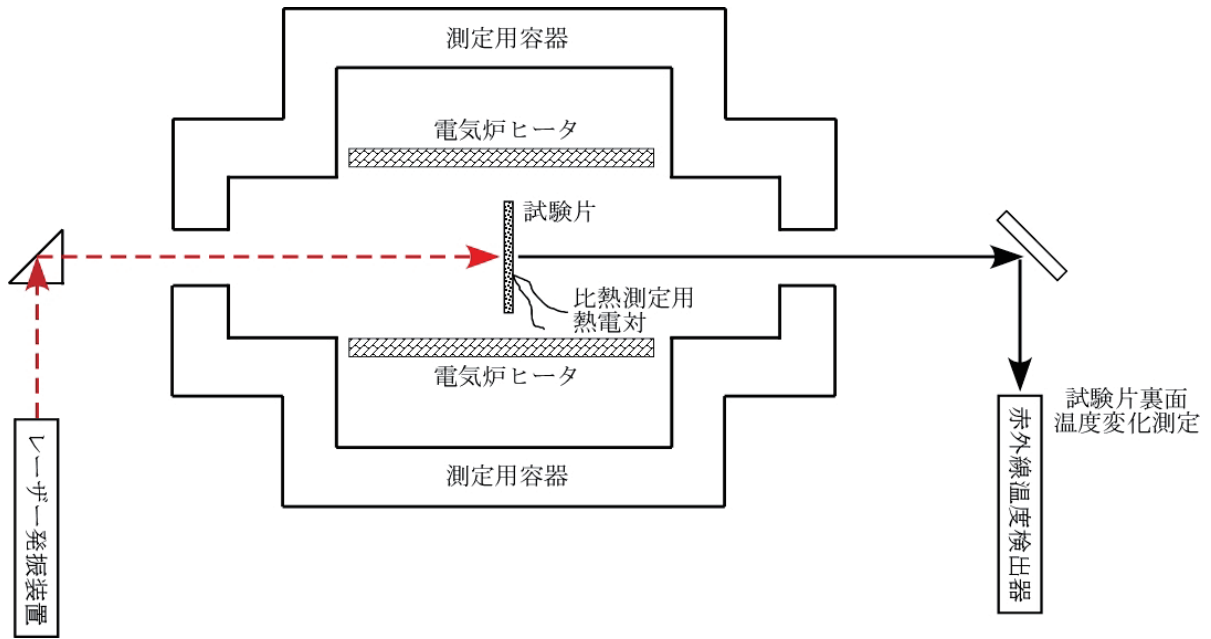 測定用容器
電気炉ヒータ
試験片
比熱測定用
熱電対
電気炉ヒータ
測定用容器
レーザー発振装置
試験片裏面
温度変化測定
赤外線温度検出器